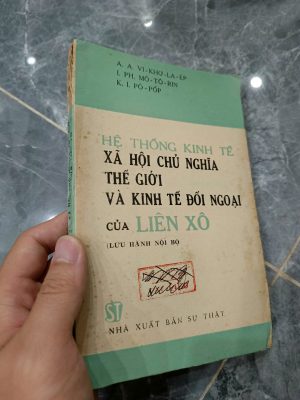 A. A. VI-KHO-LA-EP
I. PH. MÔ-TÔ-RIN
K. I. PÔ-PỐP
HỆ THỐNG KINH TẾ
XÃ HỘI CHỦ NGHĨA
THẾ GIỚI
VÀ KINH TẾ ĐỐI NGOẠI
CỦA LIÊN XÔ
(LƯU HÀNH NỘI BỘ
ST
NHÀ XUẤT BẢN SỰ THẬT